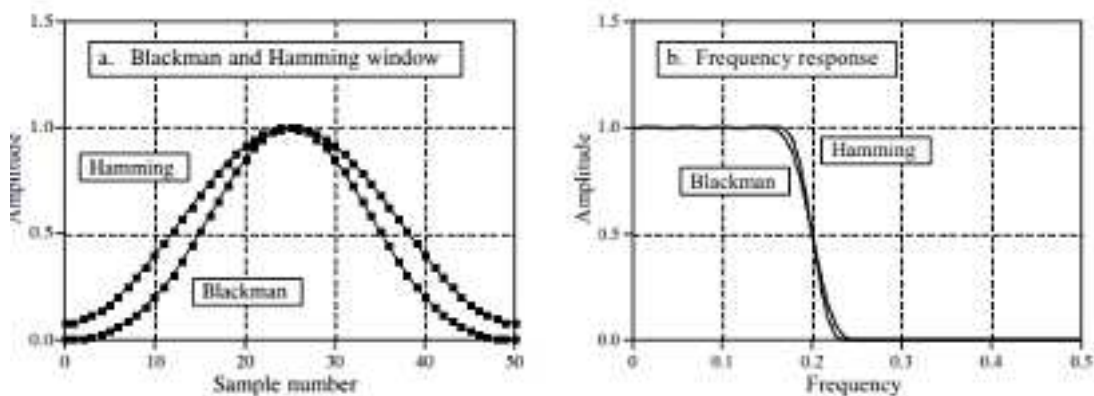 a. Blackman and Hamming window
1.5
1.0
0.5
0.0
Amplitude
Hamming
Blackman
0 10 20 30 40 50
Sample number
b. Frequency response
1.5
1.0
0.5
0.0
Amplitude
Hamming
Blackman
0 0.1 0.2 0.3 0.4 0.5
Frequency